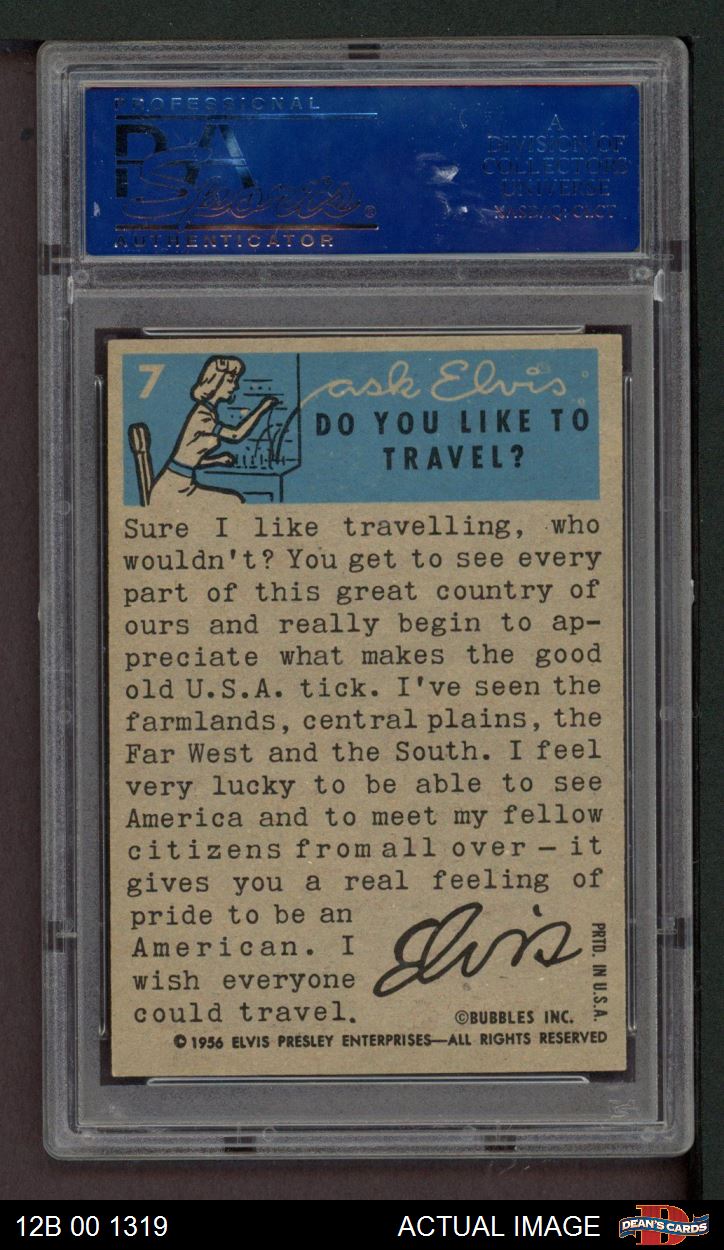 PROFESSIONAL
PSA
Sports
AUTHENTICATOR
A
DIVISION OF
COLLECTORS
UNIVERSE
NASDAQ: CLCT
7
ask Elvis
DO YOU LIKE TO
TRAVEL?
Sure I like travelling, who
wouldn't? You get to see every
part of this great country of
ours and really begin to ap-
preciate what makes the good
old U.S.A. tick. I've seen the
farmlands, central plains, the
Far West and the South. I feel
very lucky to be able to see
America and to meet my fellow
citizens from all over — it
gives you a real feeling of
pride to be an
American. I
wish everyone
could travel.
Elvis
PRTD. IN U.S.A.
©BUBBLES INC.
© 1956 ELVIS PRESLEY ENTERPRISES—ALL RIGHTS RESERVED
12B 00 1319
ACTUAL IMAGE
DEAN'S CARDS